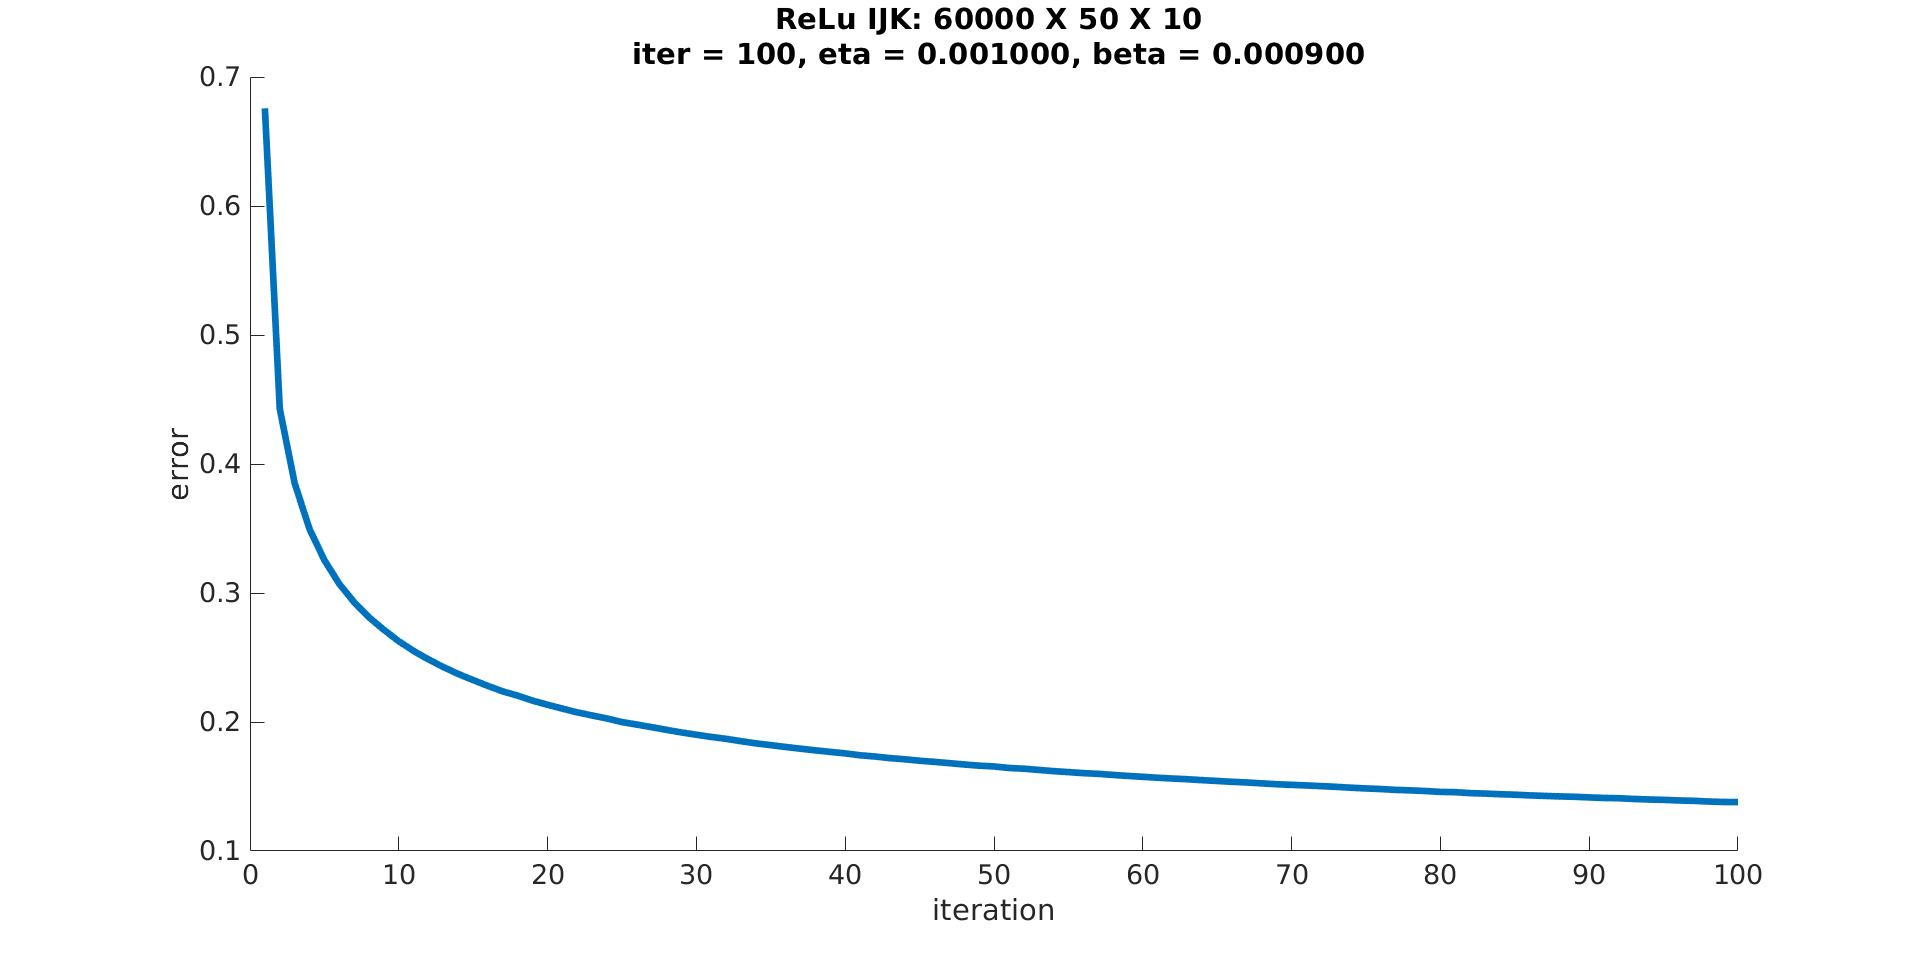 ReLu IJK: 60000 X 50 X 10
iter = 100, eta = 0.001000, beta = 0.000900
0.7
0.6
0.5
0.4
0.3
0.2
0.1
error
0 10 20 30 40 50 60 70 80 90 100
iteration